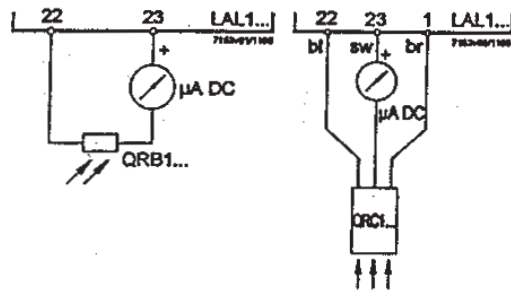 22 23 LAL1...
+
µA DC
QRB1...
22 23 1 LAL1...
bl sw + br
µA DC
QRC1...